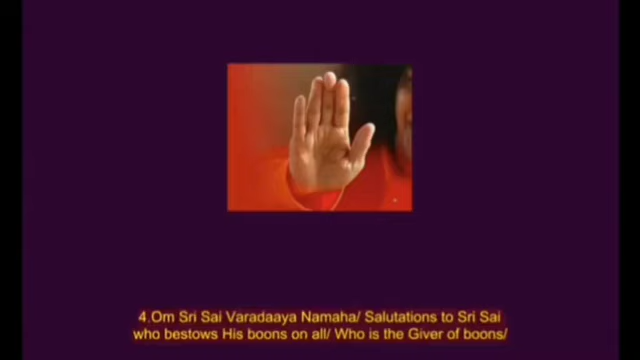 4.Om Sri Sai Varadaaya Namaha/ Salutations to Sri Sai
who bestows His boons on all/ Who is the Giver of boons/